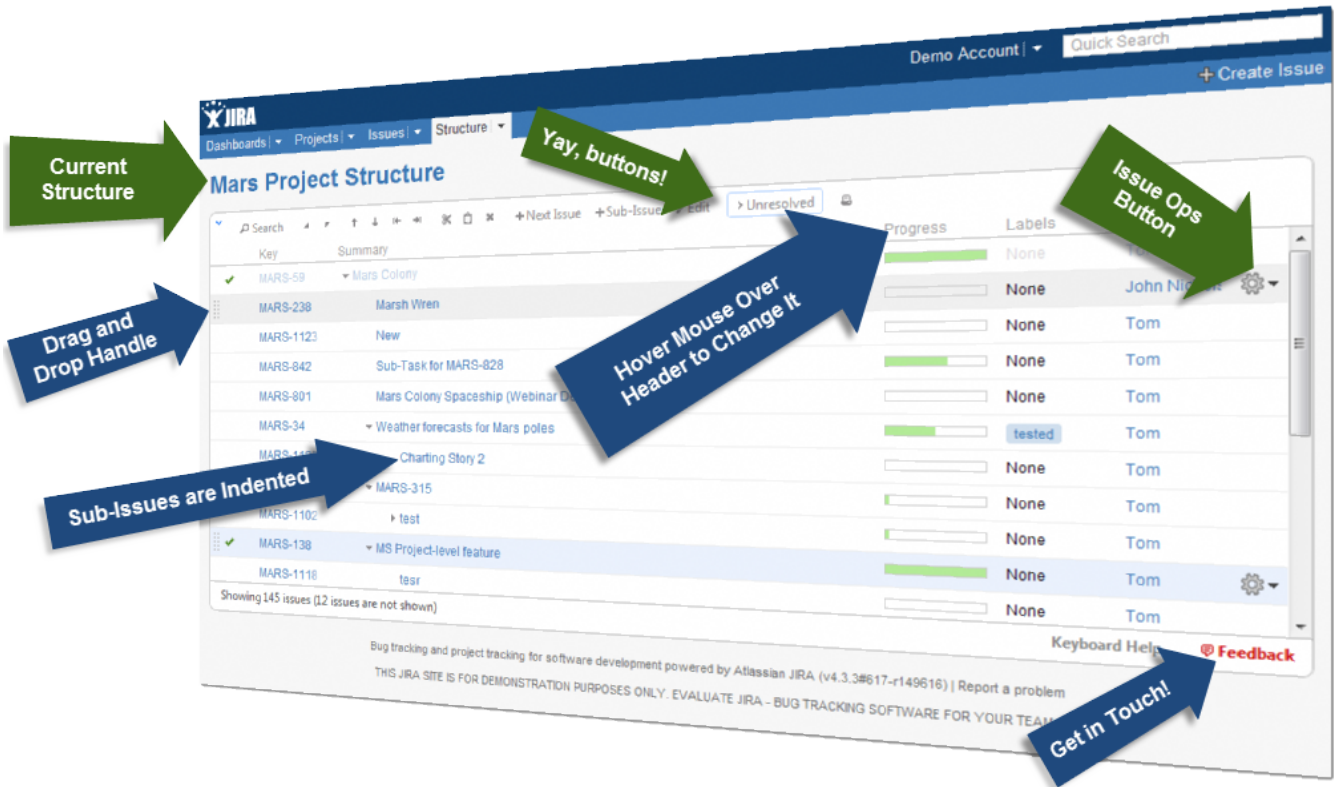 Demo Account
Quick Search
+ Create Issue
JIRA
Dashboards Projects Issues Structure
Current
Structure
Mars Project Structure
Yay, buttons!
Issue Ops
Button
Search +Next Issue +Sub-Issue Edit Unresolved
Key Summary Progress Labels
MARS-59 Mars Colony None
MARS-238 Marsh Wren None John
MARS-1123 New None Tom
MARS-842 Sub-Task for MARS-828 None Tom
MARS-801 Mars Colony Spaceship (Webinar None Tom
MARS-34 Weather forecasts for Mars poles tested Tom
Charting Story 2 None Tom
MARS-315 None Tom
MARS-1102 test None Tom
MARS-138 MS Project-level feature None Tom
MARS-1118 tesr None Tom
Drag and
Drop Handle
Hover Mouse Over
Header to Change It
Sub-Issues are Indented
Showing 145 issues (12 issues are not shown)
Keyboard Help
Feedback
Bug tracking and project tracking for software development powered by Atlassian JIRA (v4.3.3#617-r149616) | Report a problem
THIS JIRA SITE IS FOR DEMONSTRATION PURPOSES ONLY. EVALUATE JIRA - BUG TRACKING SOFTWARE FOR YOUR TEAM
Get in Touch!